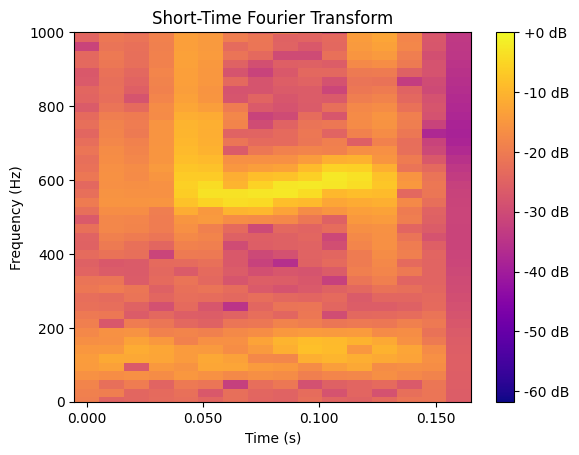 Short-Time Fourier Transform
1000
800
600
400
200
0
Frequency (Hz)
0.000
0.050
0.100
0.150
Time (s)
+0 dB
-10 dB
-20 dB
-30 dB
-40 dB
-50 dB
-60 dB